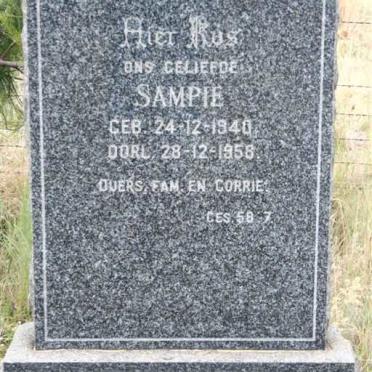 Hier Rus
ONS GELIEFDE
SAMPIE
GEB. 24-12-1940
OORL. 28-12-1958.
OUERS, FAM. EN CORRIE.
GES. 58 : 7